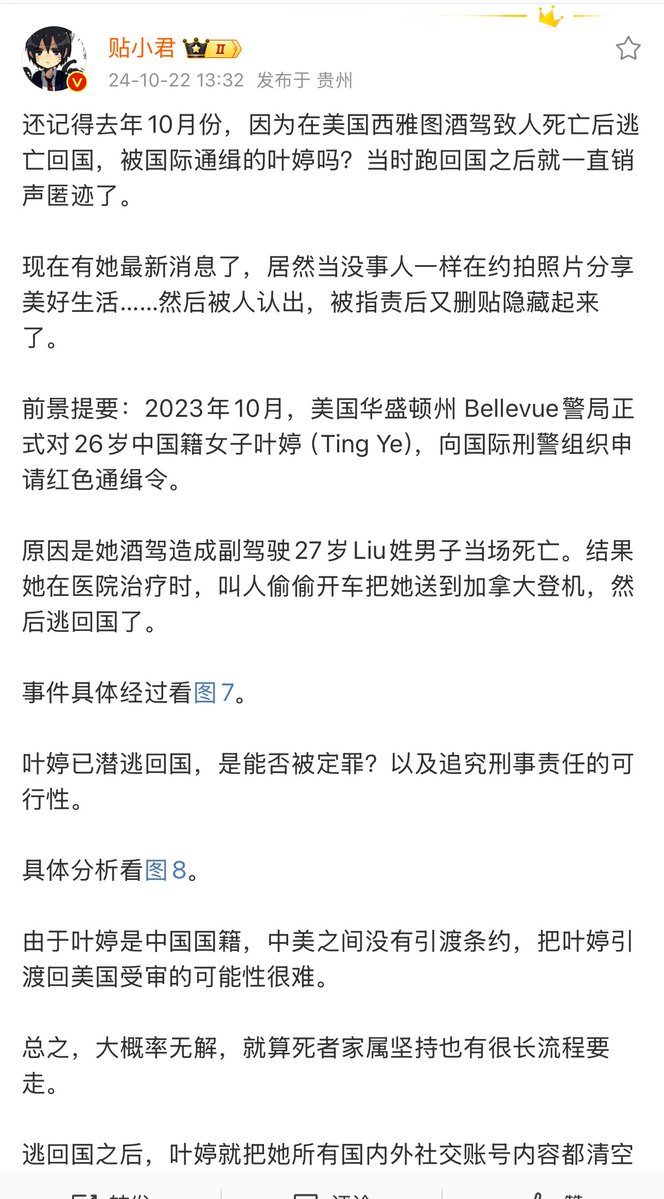 贴小君 II
24-10-22 13:32 发布于 贵州
还记得去年10月份，因为在美国西雅图酒驾致人死亡后逃
亡回国，被国际通缉的叶婷吗？当时跑回国之后就一直销
声匿迹了。
现在有她最新消息了，居然当没事人一样在约拍照片分享
美好生活……然后被人认出，被指责后又删贴隐藏起来
了。
前景提要：2023年10月，美国华盛顿州 Bellevue警局正
式对26岁中国籍女子叶婷（Ting Ye)，向国际刑警组织申
请红色通缉令。
原因是她酒驾造成副驾驶27岁Liu姓男子当场死亡。结果
她在医院治疗时，叫人偷偷开车把她送到加拿大登机，然
后逃回国了。
事件具体经过看图7。
叶婷已潜逃回国，是能否被定罪？以及追究刑事责任的可
行性。
具体分析看图8。
由于叶婷是中国国籍，中美之间没有引渡条约，把叶婷引
渡回美国受审的可能性很难。
总之，大概率无解，就算死者家属坚持也有很长流程要
走。
逃回国之后，叶婷就把她所有国内外社交账号内容都清空